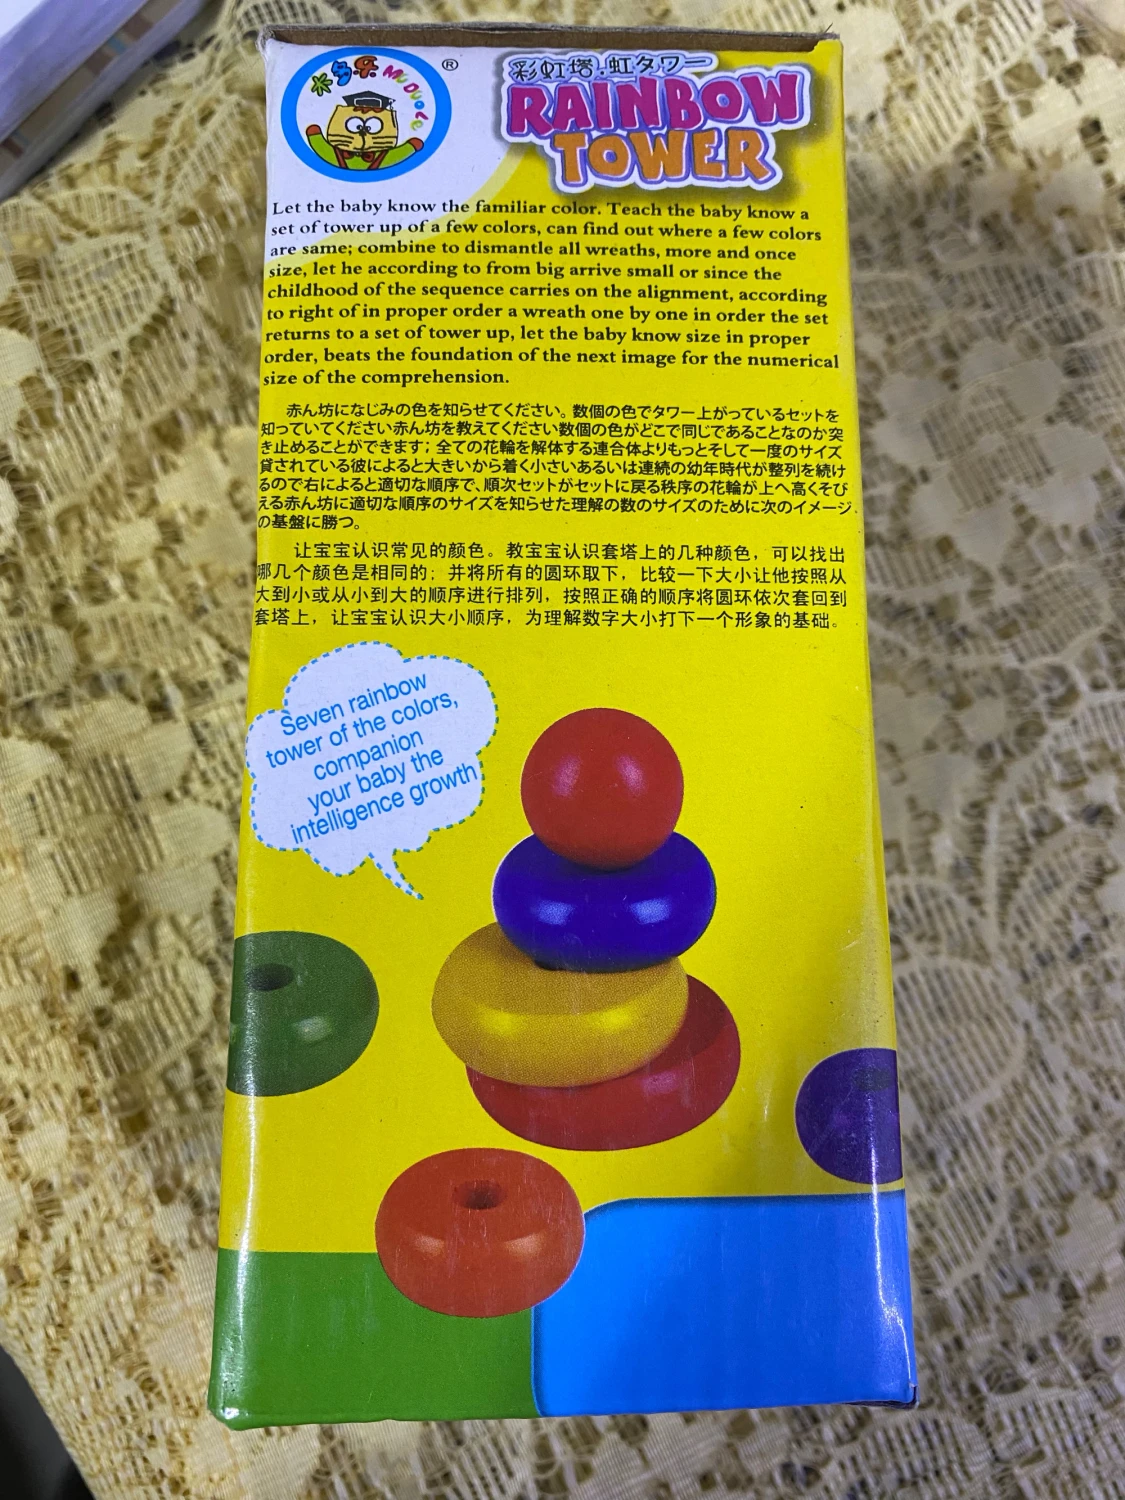 米多乐 MUDUOLE ®
彩虹塔.虹タワー
RAINBOW
TOWER
Let the baby know the familiar color. Teach the baby know a
set of tower up of a few colors, can find out where a few colors
are same; combine to dismantle all wreaths, more and once
size, let he according to from big arrive small or since the
childhood of the sequence carries on the alignment, according
to right of in proper order a wreath one by one in order the set
returns to a set of tower up, let the baby know size in proper
order, beats the foundation of the next image for the numerical
size of the comprehension.
赤ん坊になじみの色を知らせてください。数個の色でタワー上がっているセットを
知っていてください赤ん坊を教えてください数個の色がどこで同じであることなのか突
き止めることができます; 全ての花輪を解体する連合体よりもっとそして一度のサイズ
貸されている彼によると大きいから着く小さいあるいは連続の幼年時代が整列を続け
るので右によると適切な順序で、順次セットがセットに戻る秩序の花輪が上へ高くそび
える赤ん坊に適切な順序のサイズを知らせた理解の数のサイズのために次のイメージ
の基盤に勝つ。
让宝宝认识常见的颜色。教宝宝认识套塔上的几种颜色，可以找出
哪几个颜色是相同的；并将所有的圆环取下，比较一下大小让他按照从
大到小或从小到大的顺序进行排列，按照正确的顺序将圆环依次套回到
套塔上，让宝宝认识大小顺序，为理解数字大小打下一个形象的基础。
Seven rainbow
tower of the colors,
companion
your baby the
intelligence growth